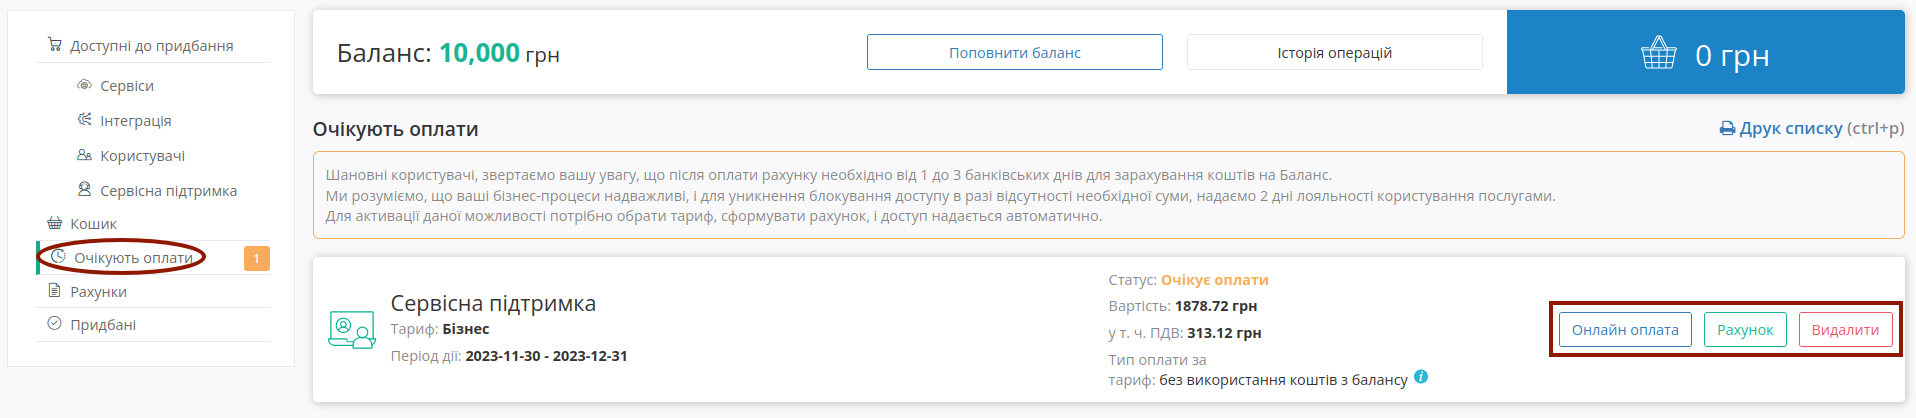 Доступні до придбання
Сервіси
Інтеграція
Користувачі
Сервісна підтримка
Кошик
Очікують оплати 1
Рахунки
Придбані
Баланс: 10,000 грн
Поповнити баланс
Історія операцій
0 грн
Очікують оплати
Друк списку (ctrl+p)
Шановні користувачі, звертаємо вашу увагу, що після оплати рахунку необхідно від 1 до 3 банківських днів для зарахування коштів на Баланс.
Ми розуміємо, що ваші бізнес-процеси надважливі, і для уникнення блокування доступу в разі відсутності необхідної суми, надаємо 2 дні лояльності користування послугами.
Для активації даної можливості потрібно обрати тариф, сформувати рахунок, і доступ надається автоматично.
Сервісна підтримка
Тариф: Бізнес
Період дії: 2023-11-30 - 2023-12-31
Статус: Очікує оплати
Вартість: 1878.72 грн
у т. ч. ПДВ: 313.12 грн
Тип оплати за
тариф: без використання коштів з балансу
Онлайн оплата
Рахунок
Видалити